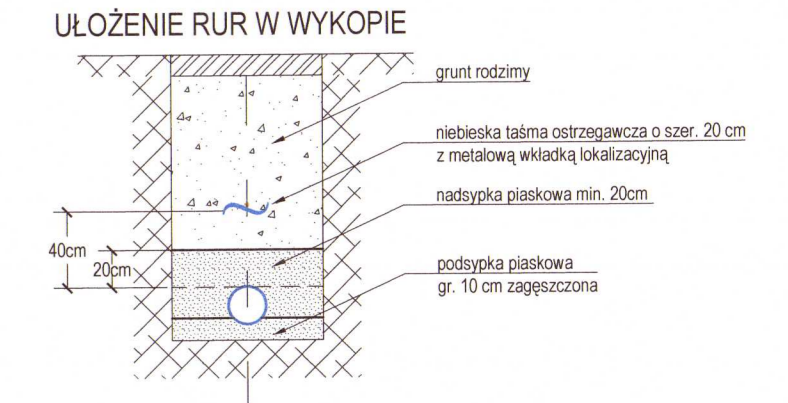 UŁOŻENIE RUR W WYKOPIE
grunt rodzimy
niebieska taśma ostrzegawcza o szer. 20 cm
z metalową wkładką lokalizacyjną
nadsypka piaskowa min. 20cm
40cm
20cm
podsypka piaskowa
gr. 10 cm zagęszczona